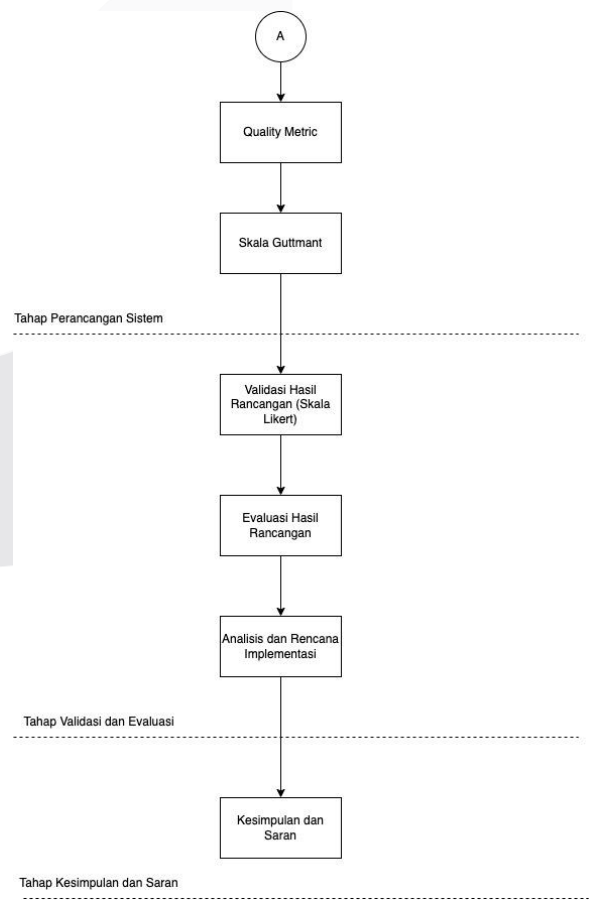 A
Quality Metric
Skala Guttmant
Tahap Perancangan Sistem
Validasi Hasil
Rancangan (Skala
Likert)
Evaluasi Hasil
Rancangan
Analisis dan Rencana
Implementasi
Tahap Validasi dan Evaluasi
Kesimpulan dan
Saran
Tahap Kesimpulan dan Saran